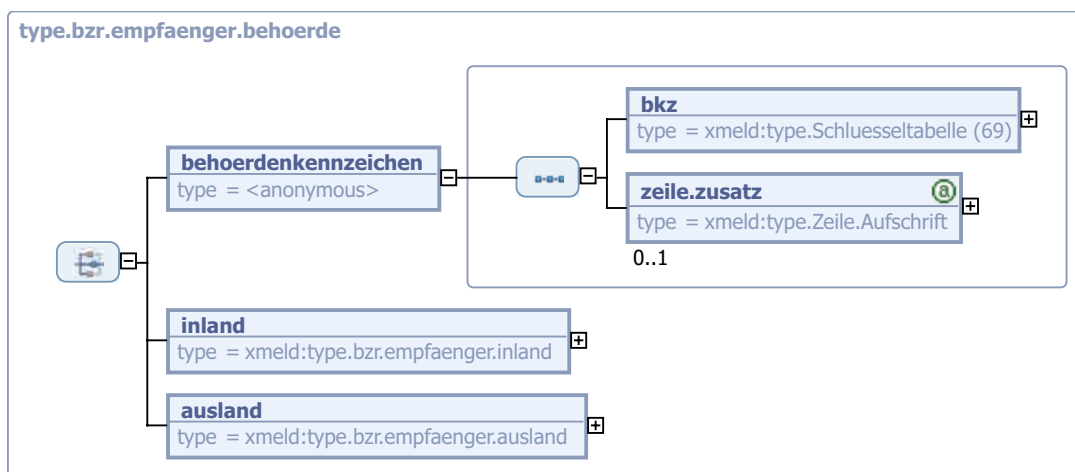 type.bzr.empfaenger.behoerde
bkz
type = xmeld:type.Schluesseltabelle (69)
behoerdenkennzeichen
type = <anonymous>
zeile.zusatz
a
type = xmeld:type.Zeile.Aufschrift
0..1
inland
type = xmeld:type.bzr.empfaenger.inland
ausland
type = xmeld:type.bzr.empfaenger.ausland